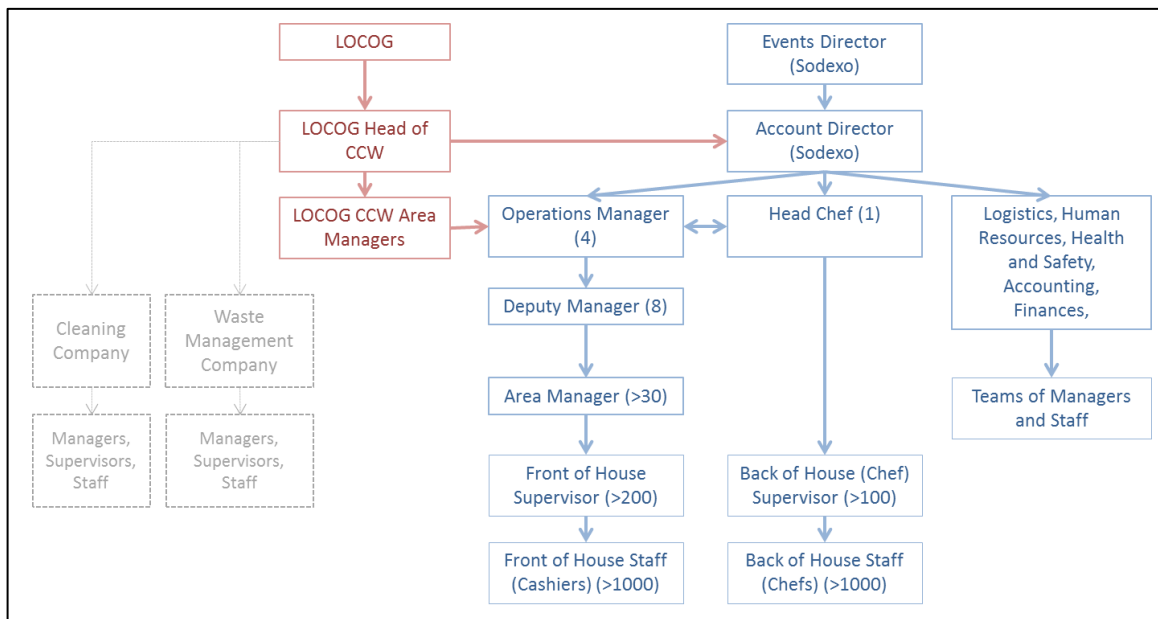 LOCOG
Events Director
(Sodexo)
LOCOG Head of
CCW
Account Director
(Sodexo)
LOCOG CCW Area
Managers
Operations Manager
(4)
Head Chef (1)
Logistics, Human
Resources, Health
and Safety,
Accounting,
Finances,
Cleaning
Company
Waste
Management
Company
Deputy Manager (8)
Area Manager (>30)
Teams of Managers
and Staff
Managers,
Supervisors,
Staff
Managers,
Supervisors,
Staff
Front of House
Supervisor (>200)
Back of House (Chef)
Supervisor (>100)
Front of House Staff
(Cashiers) (>1000)
Back of House Staff
(Chefs) (>1000)